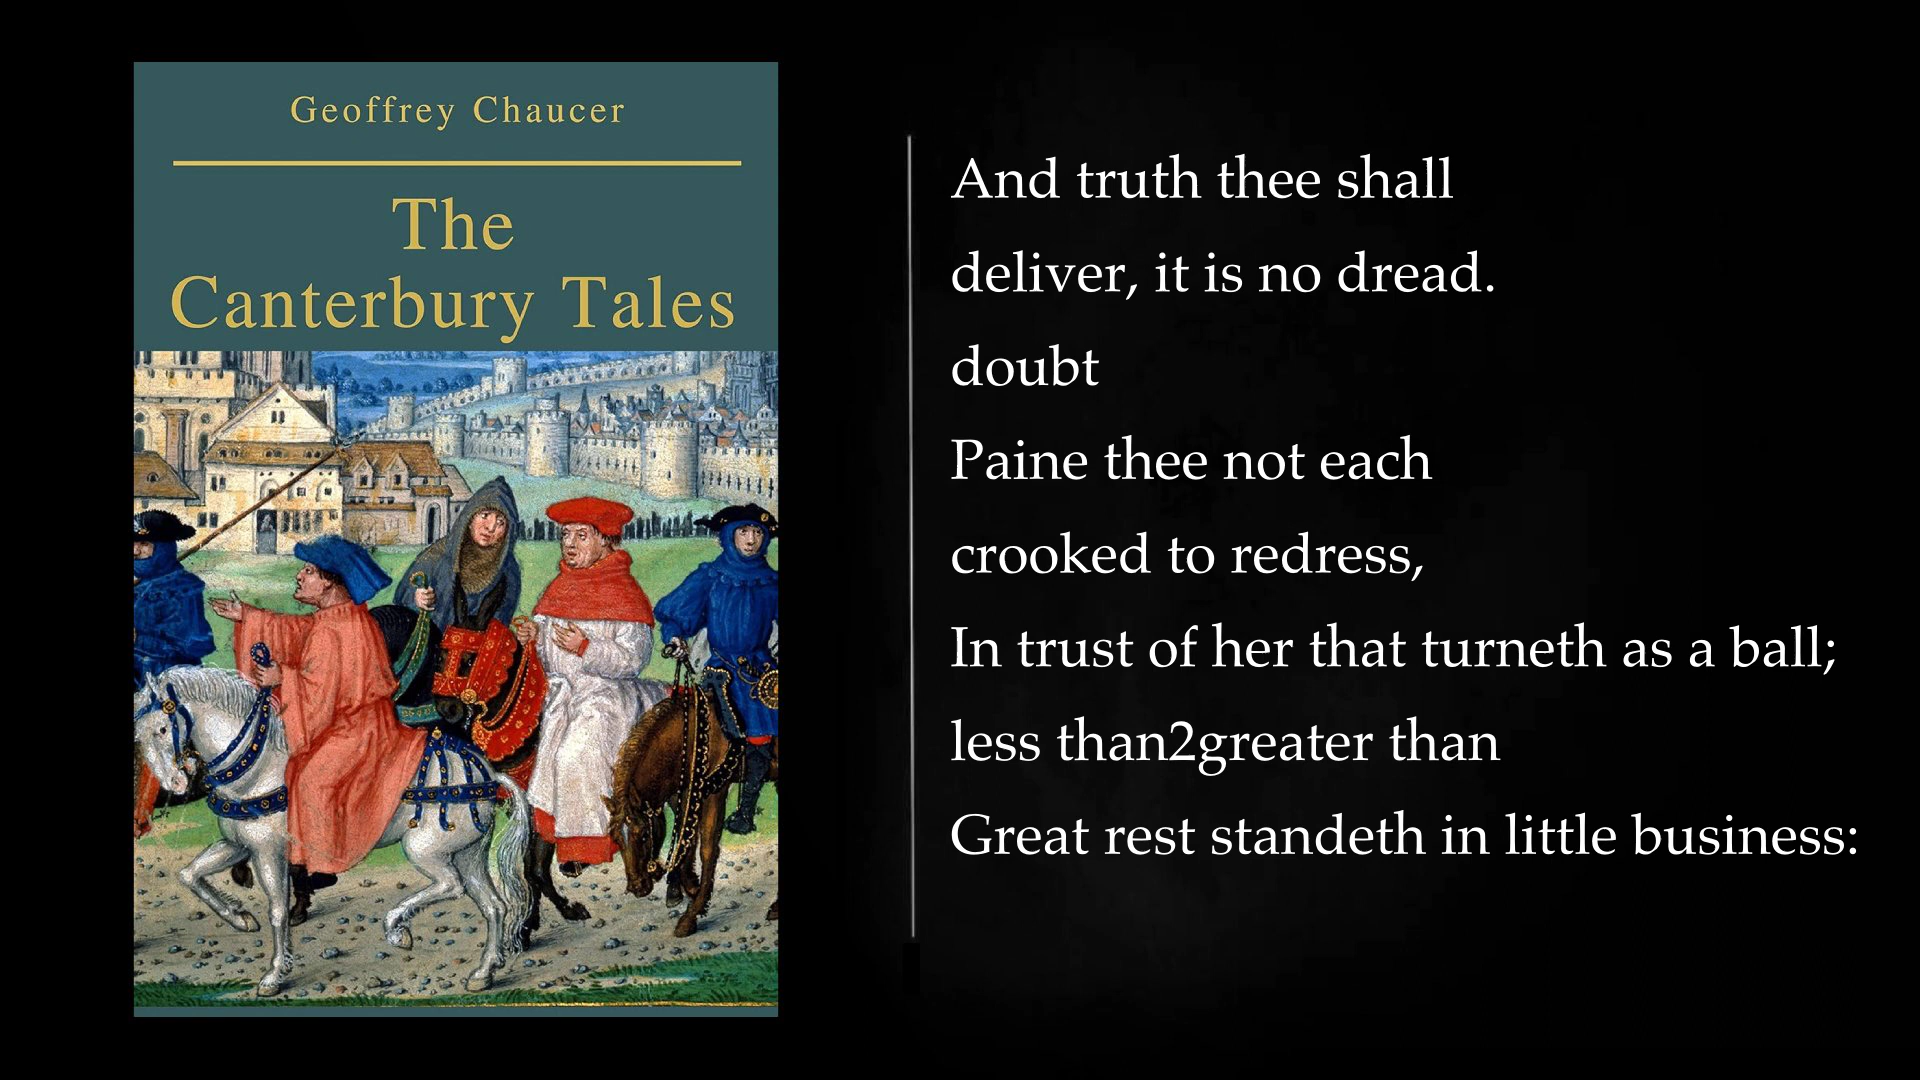 Geoffrey Chaucer
The
Canterbury Tales
And truth thee shall
deliver, it is no dread.
doubt
Paine thee not each
crooked to redress,
In trust of her that turneth as a ball;
less than2greater than
Great rest standeth in little business: